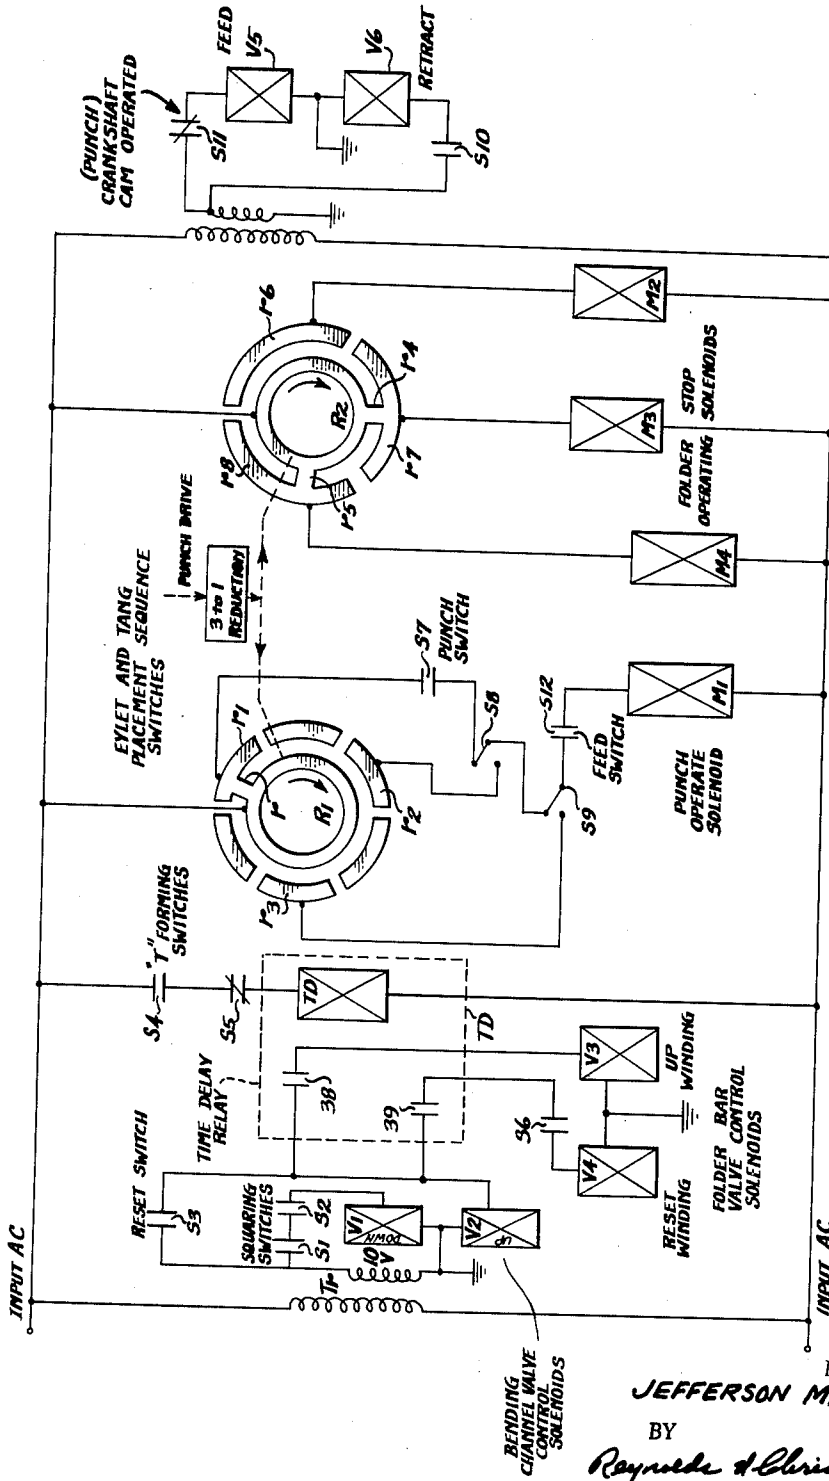 INPUT AC
INPUT AC
Tr
10
V
V1
DOWN
V2
UP
BENDING
CHANNEL VALVE
CONTROL
SOLENOIDS
SQUARING
SWITCHES
S1
S2
RESET SWITCH
S3
TIME DELAY
RELAY
38
39
TD
TD
S4
"T" FORMING
SWITCHES
S5
S6
V4
V3
RESET
WINDING
UP
WINDING
FOLDER BAR
VALVE CONTROL
SOLENOIDS
EYLET AND TANG
PLACEMENT SEQUENCE
SWITCHES
PUNCH DRIVE
3 to 1
REDUCTION
R1
r
r1
r2
r3
S7
PUNCH
SWITCH
S8
S9
S12
FEED
SWITCH
M1
PUNCH
OPERATE
SOLENOID
R2
r4
r5
r6
r7
r8
M4
M3
M2
FOLDER STOP
OPERATING SOLENOIDS
(PUNCH)
CRANKSHAFT
CAM OPERATED
S11
FEED
V5
V6
RETRACT
S10
JEFFERSON M.
BY
Reynolds